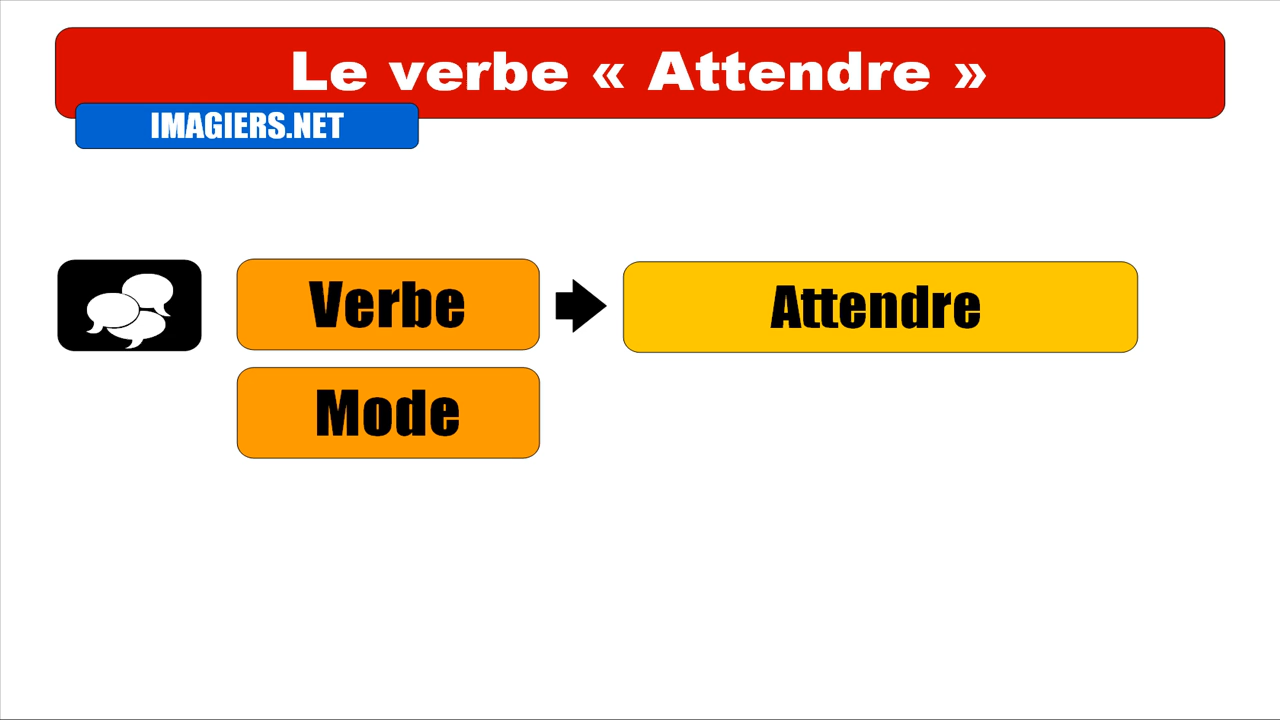 Le verbe « Attendre »
IMAGIERS.NET
Verbe
Attendre
Mode